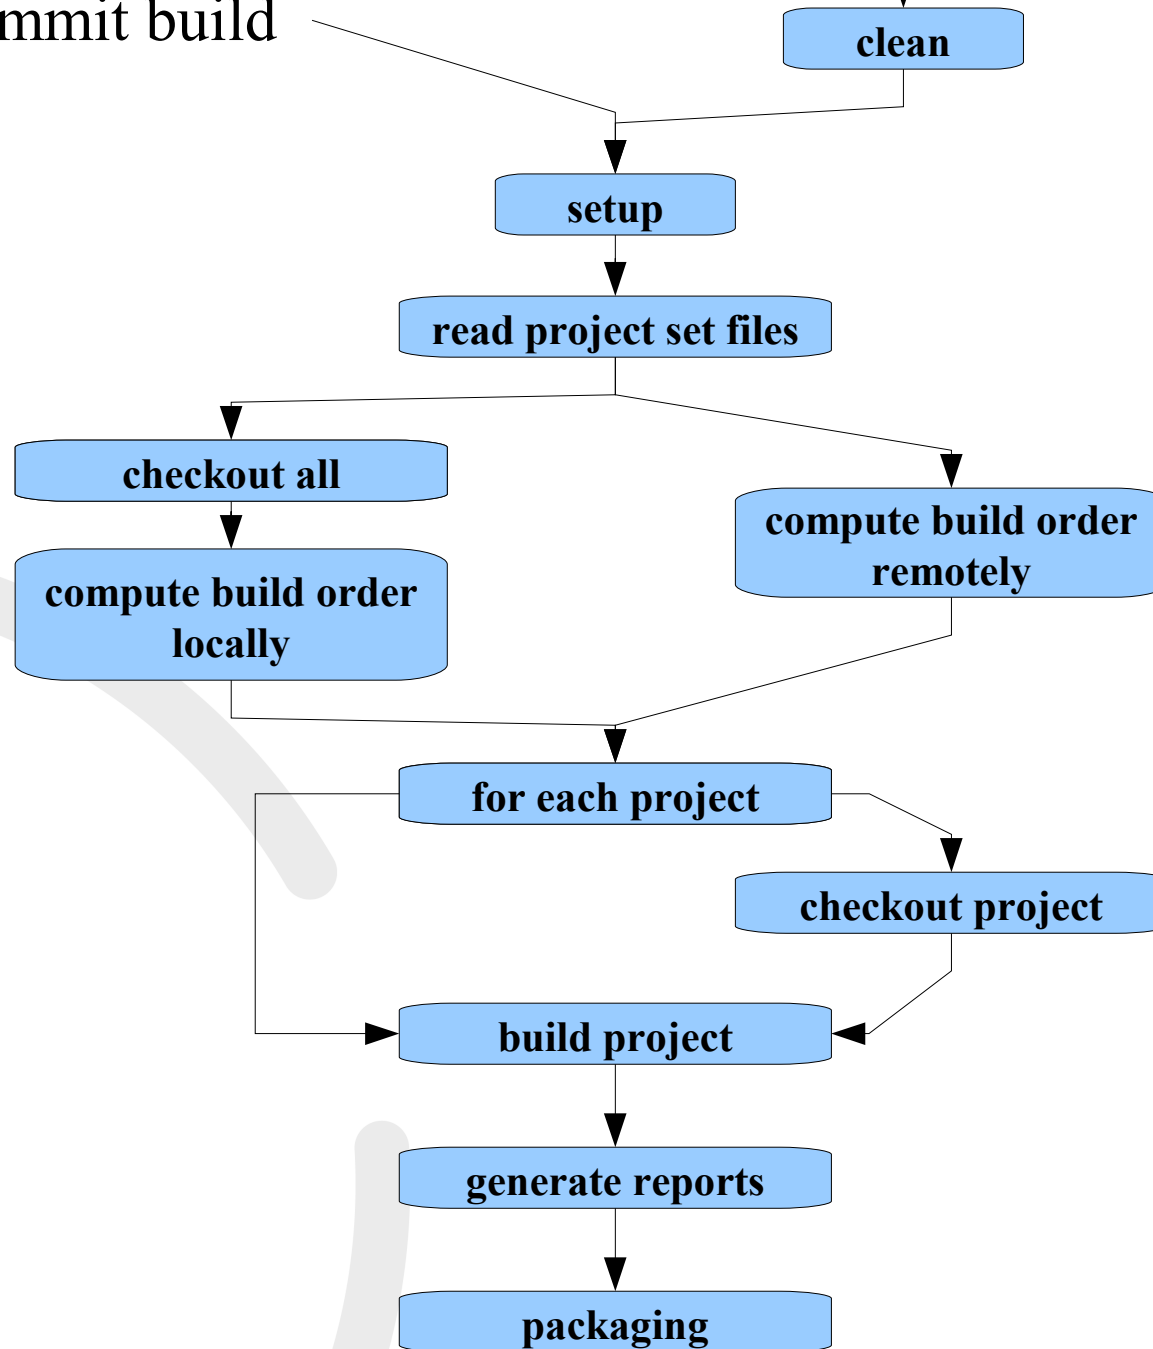 mmit build
clean
setup
read project set files
checkout all
compute build order
remotely
compute build order
locally
for each project
checkout project
build project
generate reports
packaging